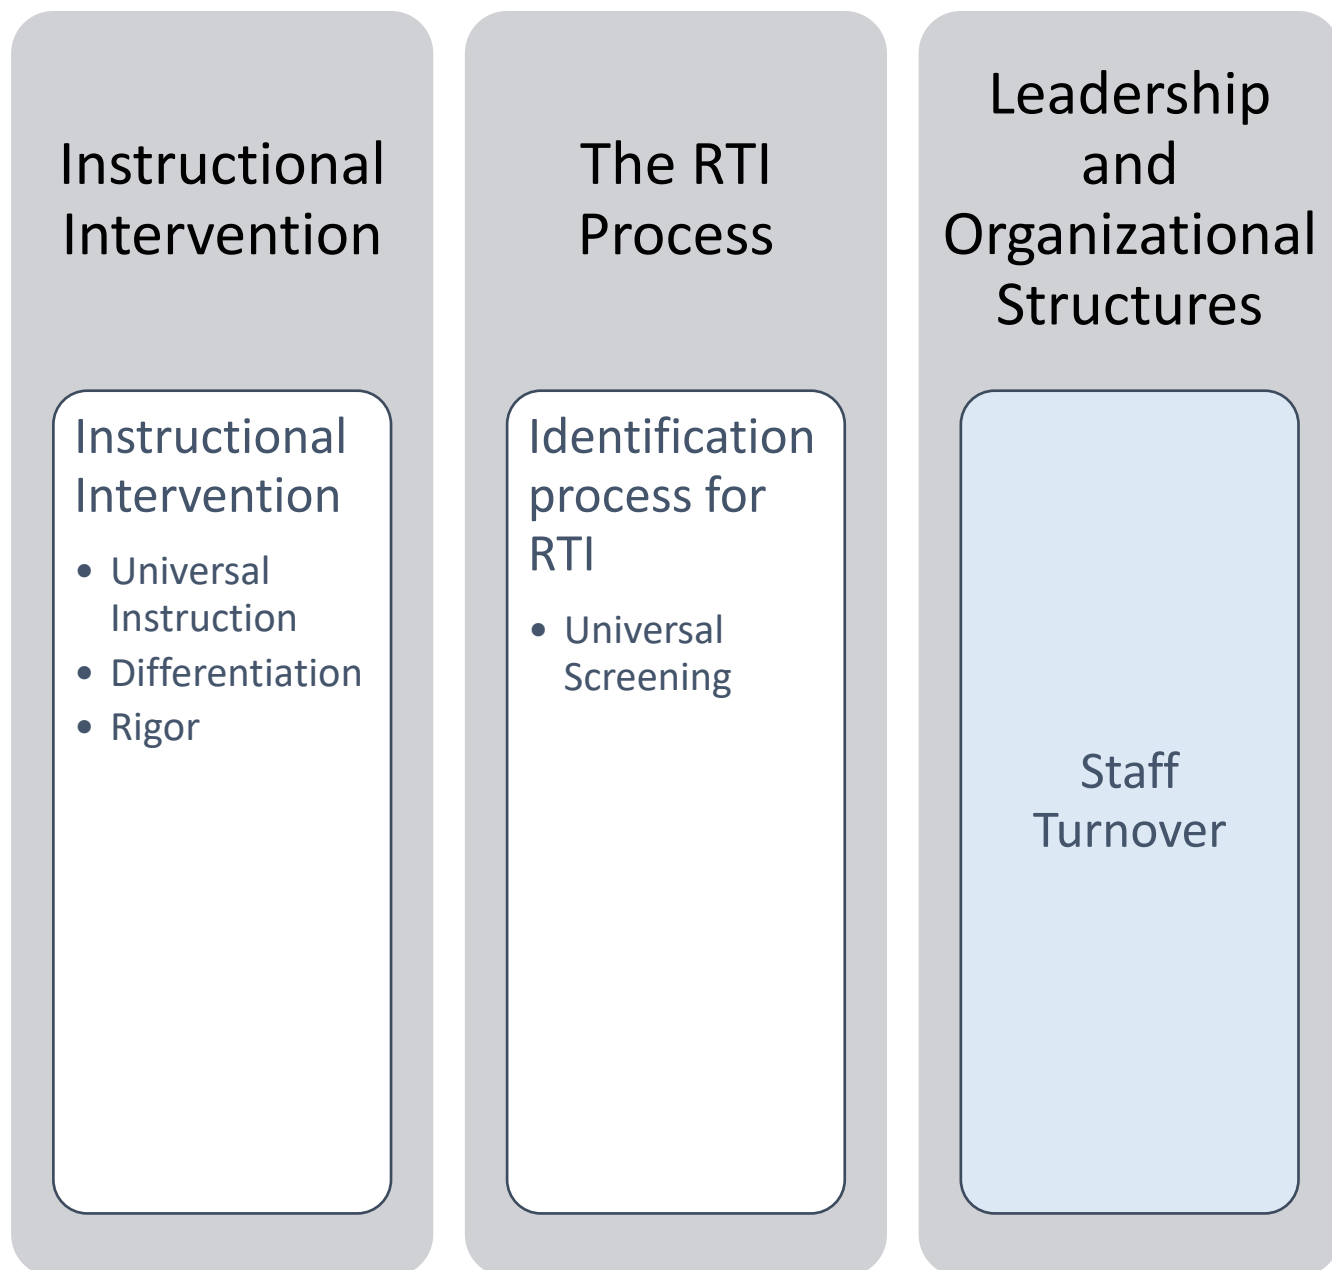 Instructional
Intervention
Instructional
Intervention
• Universal
Instruction
• Differentiation
• Rigor
The RTI
Process
Identification
process for
RTI
• Universal
Screening
Leadership
and
Organizational
Structures
Staff
Turnover